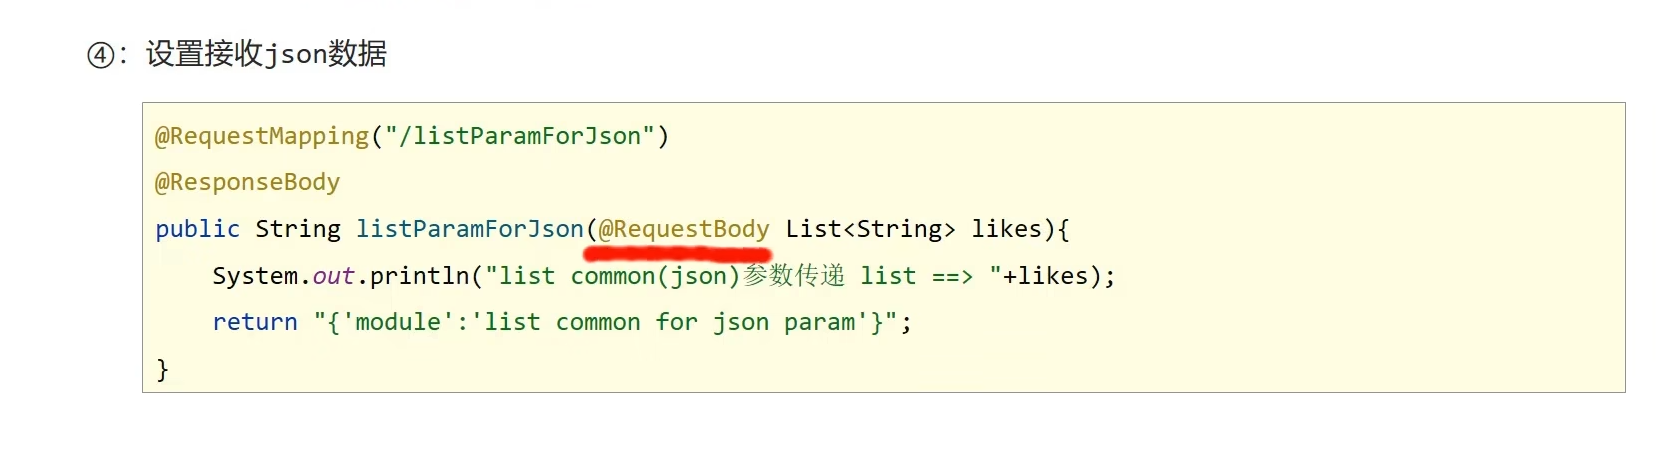 ④：设置接收json数据
@RequestMapping("/listParamForJson")
@ResponseBody
public String listParamForJson(@RequestBody List<String> likes){
    System.out.println("list common(json)参数传递 list ==> "+likes);
    return "{'module':'list common for json param'}";
}